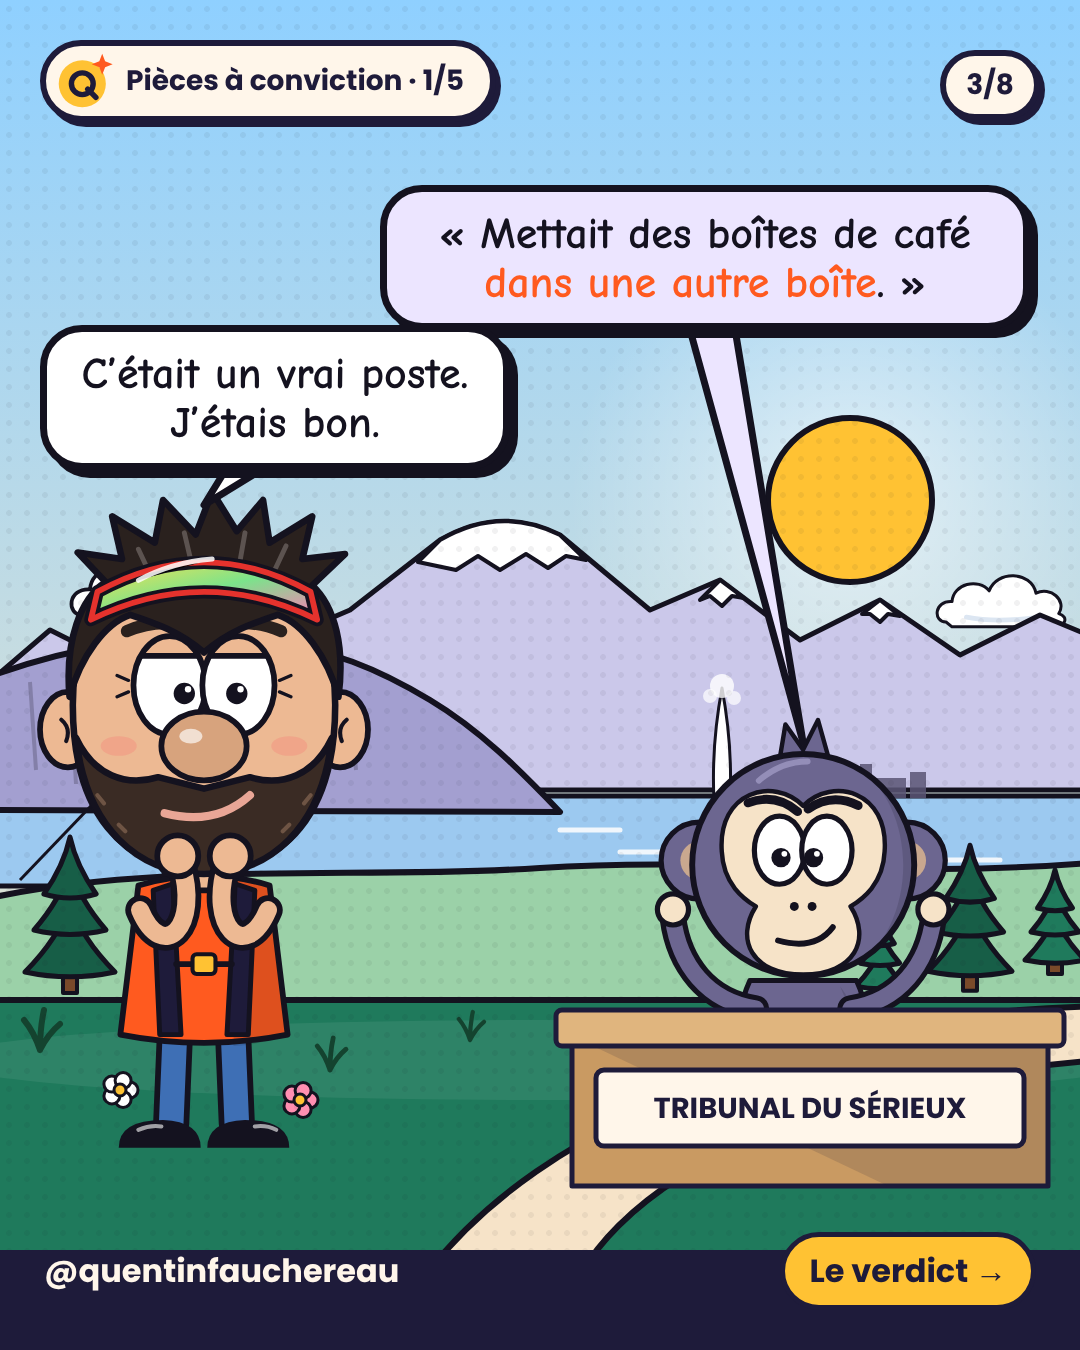 Q
Pièces à conviction · 1/5
3/8
« Mettait des boîtes de café
dans une autre boîte. »
C'était un vrai poste.
J'étais bon.
TRIBUNAL DU SÉRIEUX
@quentinfauchereau
Le verdict →